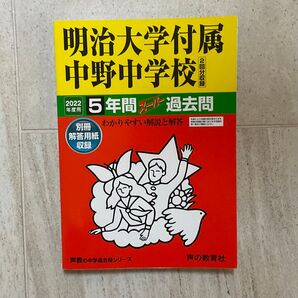 明治大学付属
中野中学校
2回分収録
2022
年度用
5年間スーパー過去問
別冊
解答用紙
収録
わかりやすい解説と解答
声教の中学過去問シリーズ
声の教育社